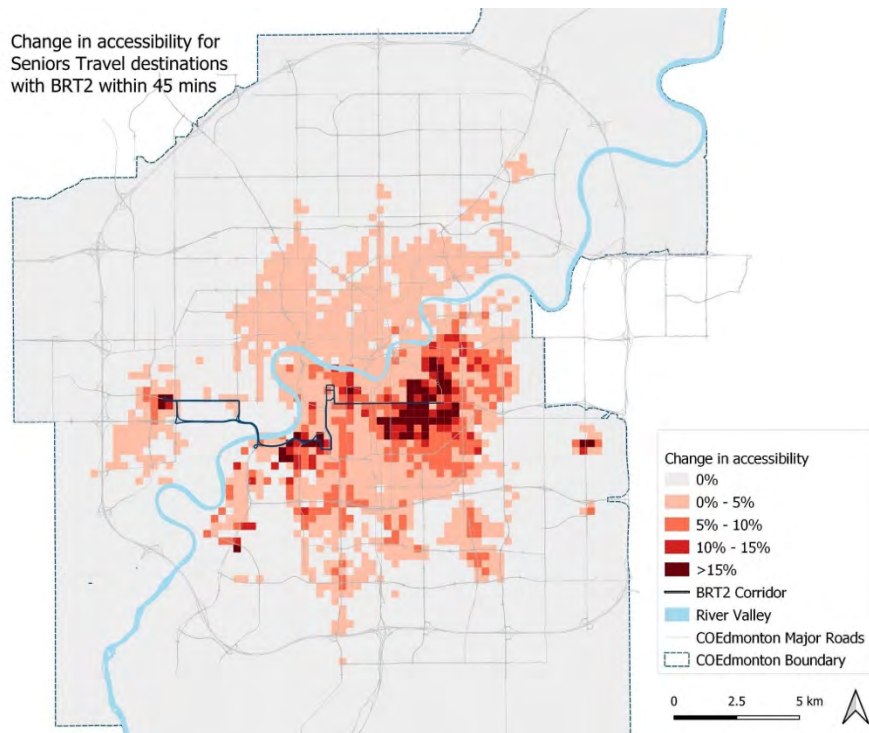 Change in accessibility for
Seniors Travel destinations
with BRT2 within 45 mins
Change in accessibility
0%
0% - 5%
5% - 10%
10% - 15%
>15%
BRT2 Corridor
River Valley
COEdmonton Major Roads
COEdmonton Boundary
0 2.5 5 km